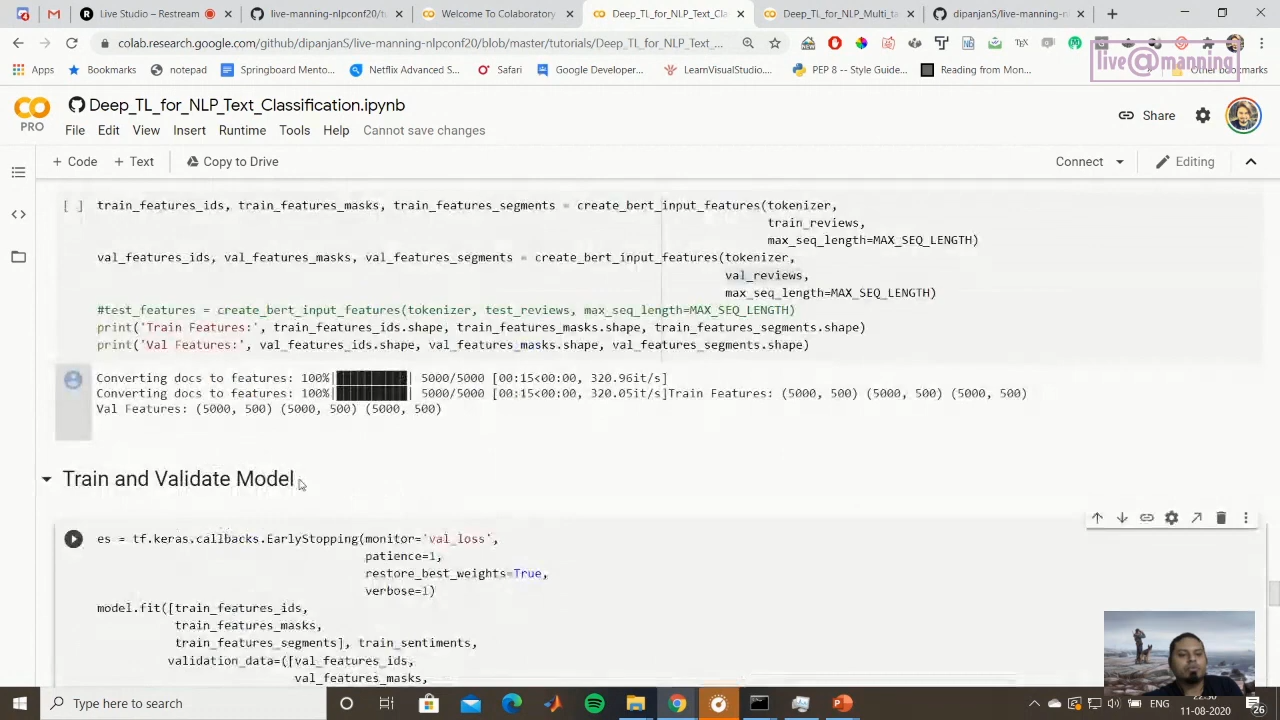 live-manning-nlpconf20/t
Welcome To Colaboratory
Deep_TL_for_NLP_Text_Cla
Deep_TL_for_NLP_Multi_ta
dipanjanS/live-manning-n
colab.research.google.com/github/dipanjanS/live-manning-nlpconf20/blob/master/tutorials/Deep_TL_for_NLP_Text_...
Apps
Bookmarks
notepad
Springboard Mento...
Netflix Advanced S...
Safari
Google Developer...
LearnVisualStudio...
PEP 8 -- Style Guide...
Reading from Mon...
Other bookmarks
live@manning
Deep_TL_for_NLP_Text_Classification.ipynb
PRO
File Edit View Insert Runtime Tools Help Cannot save changes
Share
+ Code + Text Copy to Drive
Connect
Editing
[ ] train_features_ids, train_features_masks, train_features_segments = create_bert_input_features(tokenizer,
train_reviews,
max_seq_length=MAX_SEQ_LENGTH)
val_features_ids, val_features_masks, val_features_segments = create_bert_input_features(tokenizer,
val_reviews,
max_seq_length=MAX_SEQ_LENGTH)
#test_features = create_bert_input_features(tokenizer, test_reviews, max_seq_length=MAX_SEQ_LENGTH)
print('Train Features:', train_features_ids.shape, train_features_masks.shape, train_features_segments.shape)
print('Val Features:', val_features_ids.shape, val_features_masks.shape, val_features_segments.shape)
Converting docs to features: 100%|██████████| 5000/5000 [00:15<00:00, 320.96it/s]
Converting docs to features: 100%|██████████| 5000/5000 [00:15<00:00, 320.05it/s]Train Features: (5000, 500) (5000, 500) (5000, 500)
Val Features: (5000, 500) (5000, 500) (5000, 500)
Train and Validate Model
es = tf.keras.callbacks.EarlyStopping(monitor='val_loss',
patience=1,
restore_best_weights=True,
verbose=1)
model.fit([train_features_ids,
train_features_masks,
train_features_segments], train_sentiments,
validation_data=([val_features_ids,
val_features_masks,
Type here to search
ENG
22:50
11-08-2020
26